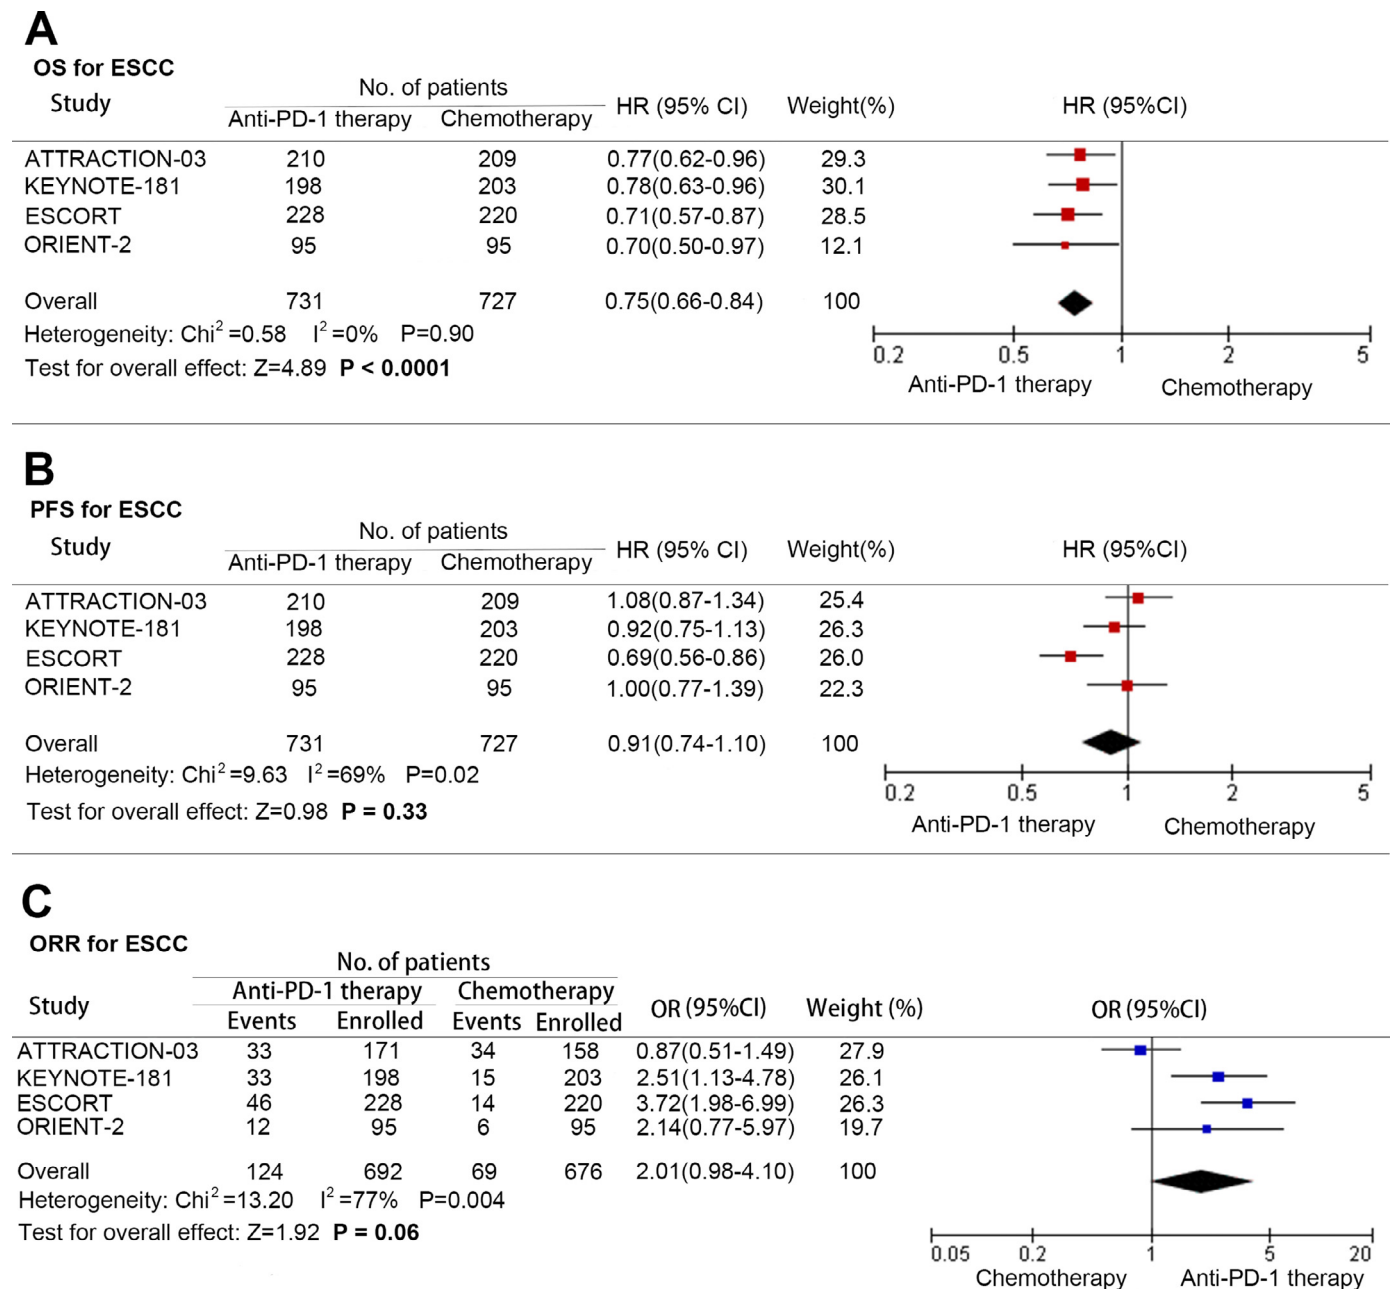 A
OS for ESCC
No. of patients
Study Anti-PD-1 therapy Chemotherapy HR (95% CI) Weight(%) HR (95%CI)
ATTRACTION-03 210 209 0.77(0.62-0.96) 29.3
KEYNOTE-181 198 203 0.78(0.63-0.96) 30.1
ESCORT 228 220 0.71(0.57-0.87) 28.5
ORIENT-2 95 95 0.70(0.50-0.97) 12.1
Overall 731 727 0.75(0.66-0.84) 100
Heterogeneity: Chi²=0.58 I²=0% P=0.90
0.2 0.5 1 2 5
Test for overall effect: Z=4.89 P < 0.0001
Anti-PD-1 therapy Chemotherapy
B
PFS for ESCC
No. of patients
Study Anti-PD-1 therapy Chemotherapy HR (95% CI) Weight(%) HR (95%CI)
ATTRACTION-03 210 209 1.08(0.87-1.34) 25.4
KEYNOTE-181 198 203 0.92(0.75-1.13) 26.3
ESCORT 228 220 0.69(0.56-0.86) 26.0
ORIENT-2 95 95 1.00(0.77-1.39) 22.3
Overall 731 727 0.91(0.74-1.10) 100
Heterogeneity: Chi²=9.63 I²=69% P=0.02
0.2 0.5 1 2 5
Test for overall effect: Z=0.98 P = 0.33
Anti-PD-1 therapy Chemotherapy
C
ORR for ESCC
No. of patients
Anti-PD-1 therapy Chemotherapy
Study Events Enrolled Events Enrolled OR (95%CI) Weight (%) OR (95%CI)
ATTRACTION-03 33 171 34 158 0.87(0.51-1.49) 27.9
KEYNOTE-181 33 198 15 203 2.51(1.13-4.78) 26.1
ESCORT 46 228 14 220 3.72(1.98-6.99) 26.3
ORIENT-2 12 95 6 95 2.14(0.77-5.97) 19.7
Overall 124 692 69 676 2.01(0.98-4.10) 100
Heterogeneity: Chi²=13.20 I²=77% P=0.004
Test for overall effect: Z=1.92 P = 0.06
0.05 0.2 1 5 20
Chemotherapy Anti-PD-1 therapy